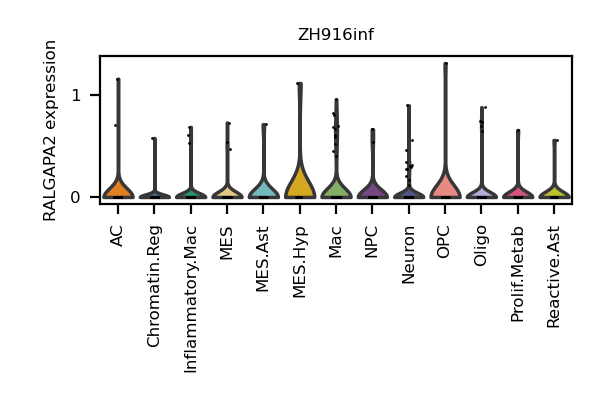 ZH916inf
RALGAPA2 expression
1
0
AC
Chromatin.Reg
Inflammatory.Mac
MES
MES.Ast
MES.Hyp
Mac
NPC
Neuron
OPC
Oligo
Prolif.Metab
Reactive.Ast